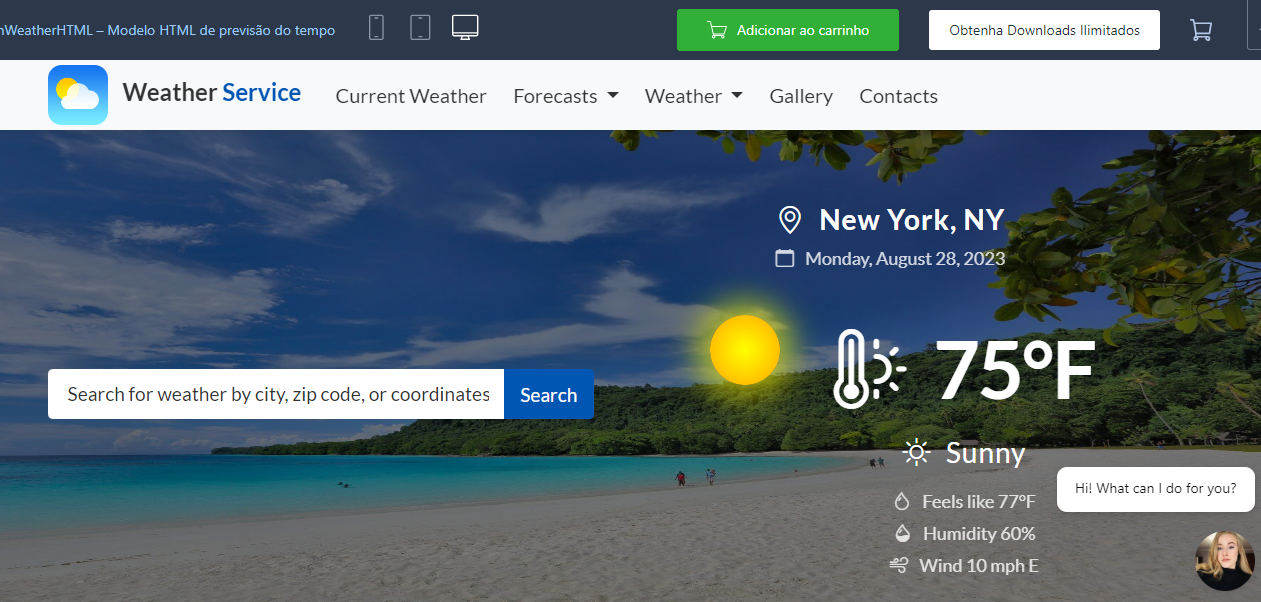 – Modelo HTML de previsão do tempo
Adicionar ao carrinho
Obtenha Downloads Ilimitados
Weather Service
Current Weather
Forecasts
Weather
Gallery
Contacts
New York, NY
Monday, August 28, 2023
75°F
Search for weather by city, zip code, or coordinates
Search
Sunny
Hi! What can I do for you?
Feels like 77°F
Humidity 60%
Wind 10 mph E